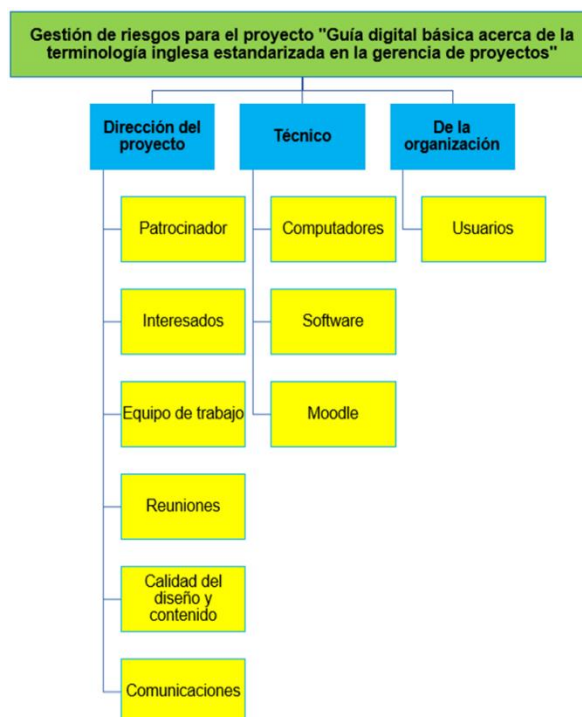 Gestión de riesgos para el proyecto "Guía digital básica acerca de la
terminología inglesa estandarizada en la gerencia de proyectos"
Dirección del
proyecto
Técnico
De la
organización
Patrocinador
Computadores
Usuarios
Interesados
Software
Equipo de trabajo
Moodle
Reuniones
Calidad del
diseño y
contenido
Comunicaciones